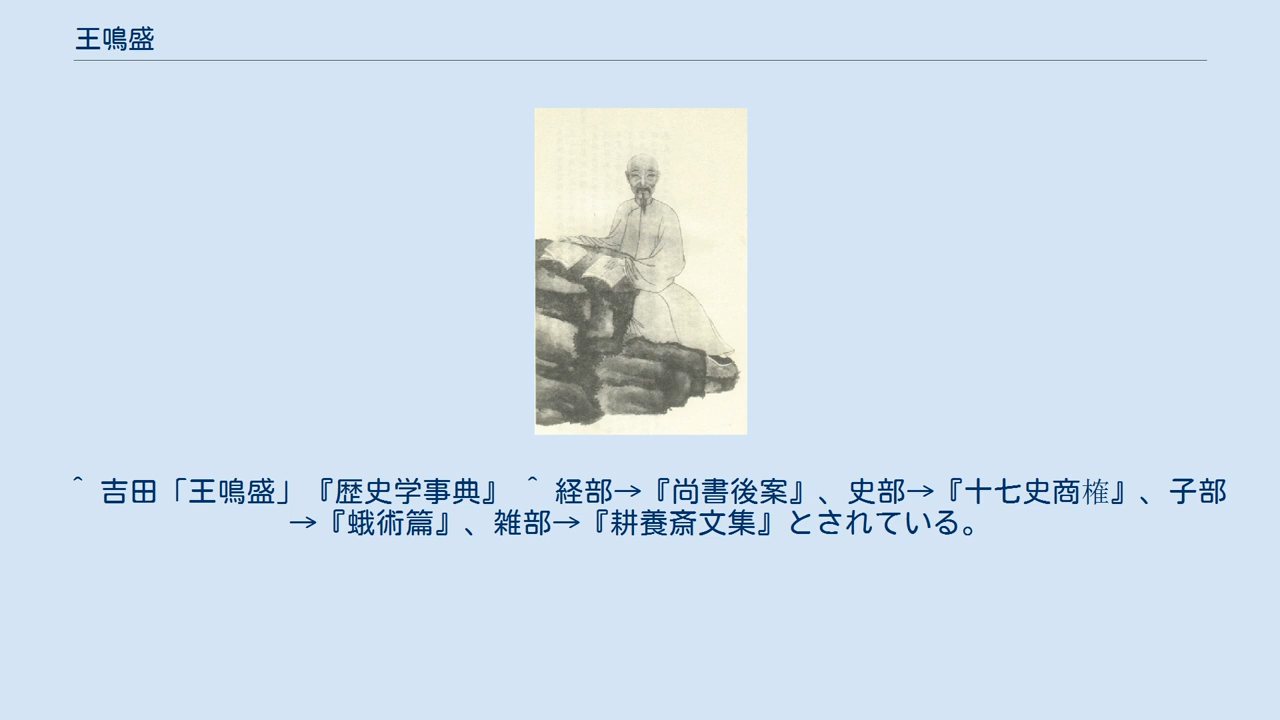 王鳴盛
^ 吉田「王鳴盛」『歴史学事典』 ^ 経部→『尚書後案』、史部→『十七史商榷』、子部
→『蛾術篇』、雑部→『耕養斎文集』とされている。